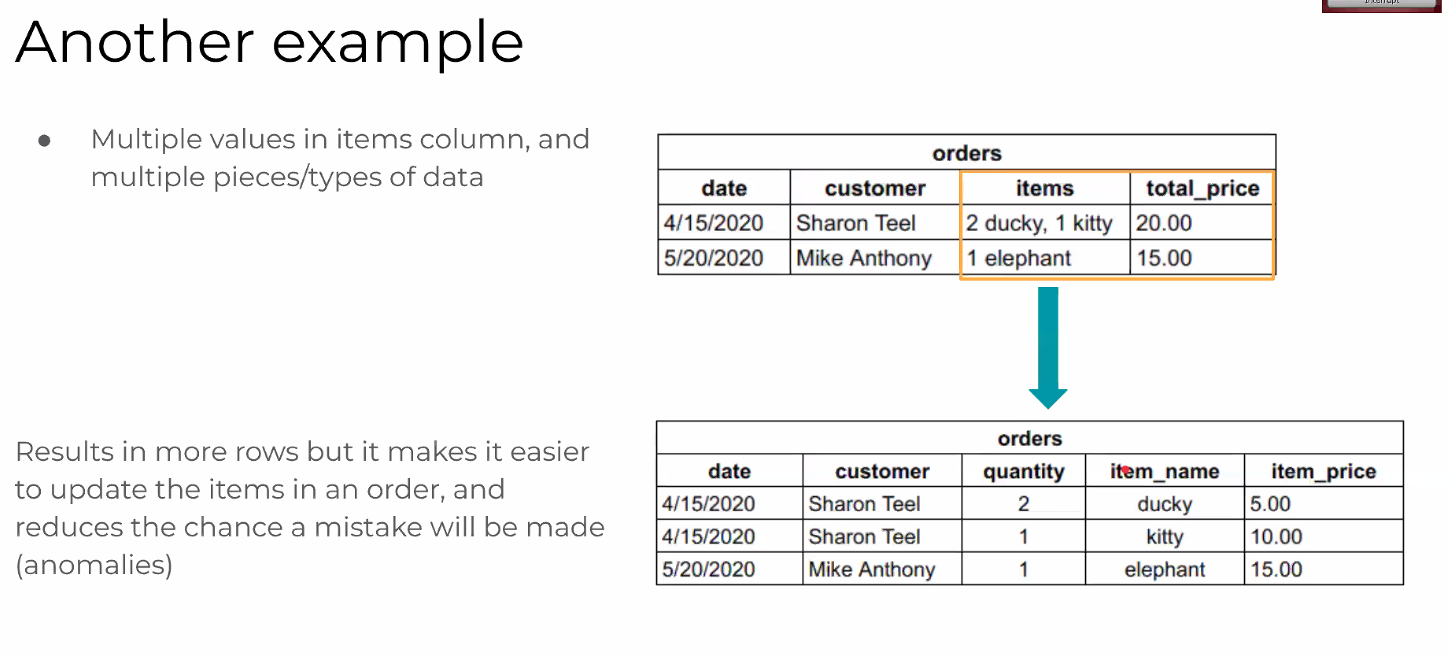 Another example
● Multiple values in items column, and
multiple pieces/types of data
orders
date customer items total_price
4/15/2020 Sharon Teel 2 ducky, 1 kitty 20.00
5/20/2020 Mike Anthony 1 elephant 15.00
Results in more rows but it makes it easier
to update the items in an order, and
reduces the chance a mistake will be made
(anomalies)
orders
date customer quantity item_name item_price
4/15/2020 Sharon Teel 2 ducky 5.00
4/15/2020 Sharon Teel 1 kitty 10.00
5/20/2020 Mike Anthony 1 elephant 15.00